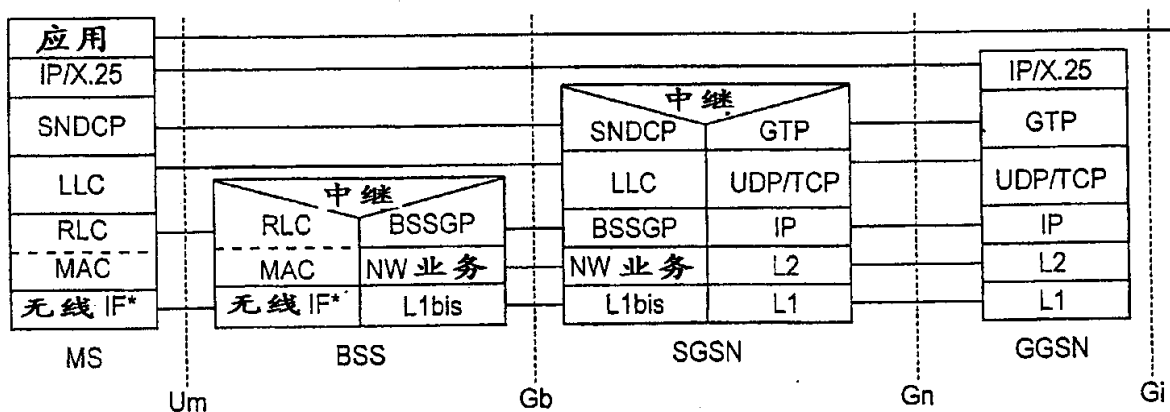 应用
IP/X.25
SNDCP
LLC
RLC
MAC
无线 IF*
MS
中继
RLC
BSSGP
MAC
NW 业务
无线 IF*
L1bis
BSS
中继
SNDCP
GTP
LLC
UDP/TCP
BSSGP
IP
NW 业务
L2
L1bis
L1
SGSN
IP/X.25
GTP
UDP/TCP
IP
L2
L1
GGSN
Um
Gb
Gn
Gi